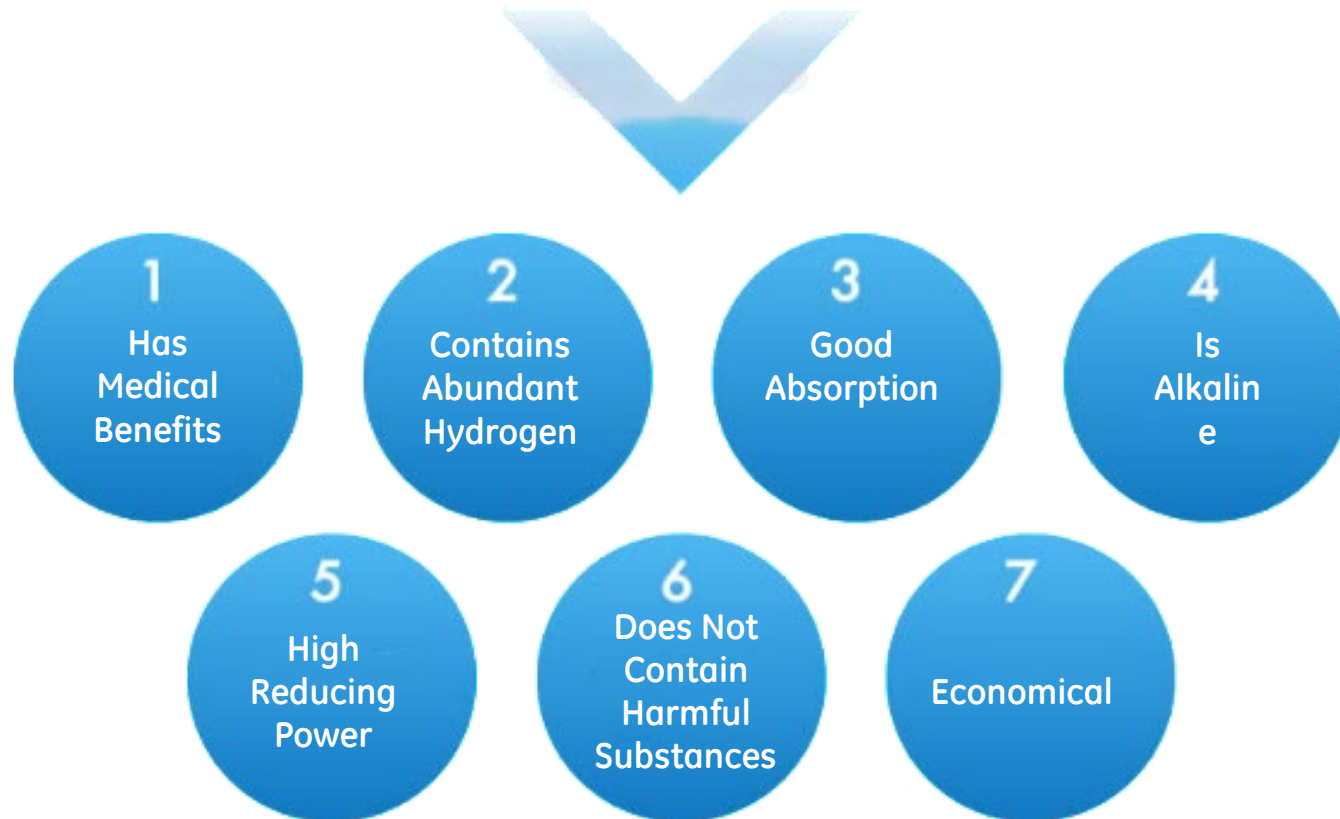 1
Has
Medical
Benefits
2
Contains
Abundant
Hydrogen
3
Good
Absorption
4
Is
Alkalin
e
5
High
Reducing
Power
6
Does Not
Contain
Harmful
Substances
7
Economical